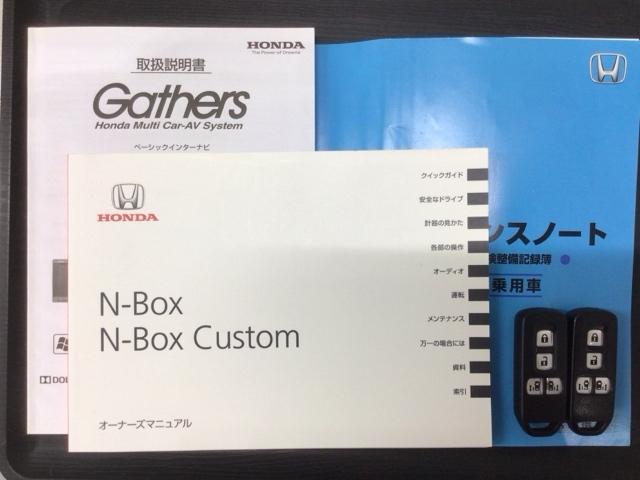 HONDA
The Power of Dreams
取扱説明書
Gathers
Honda Multi Car-AV System
ベーシックインターナビ
HONDA
N-Box
N-Box Custom
オーナーズマニュアル
クイックガイド
安全なドライブ
計器の見かた
各部の操作
オーディオ
運転
メンテナンス
万一の場合には
資料
索引
ンスノート
検整備記録簿
乗用車
DOL